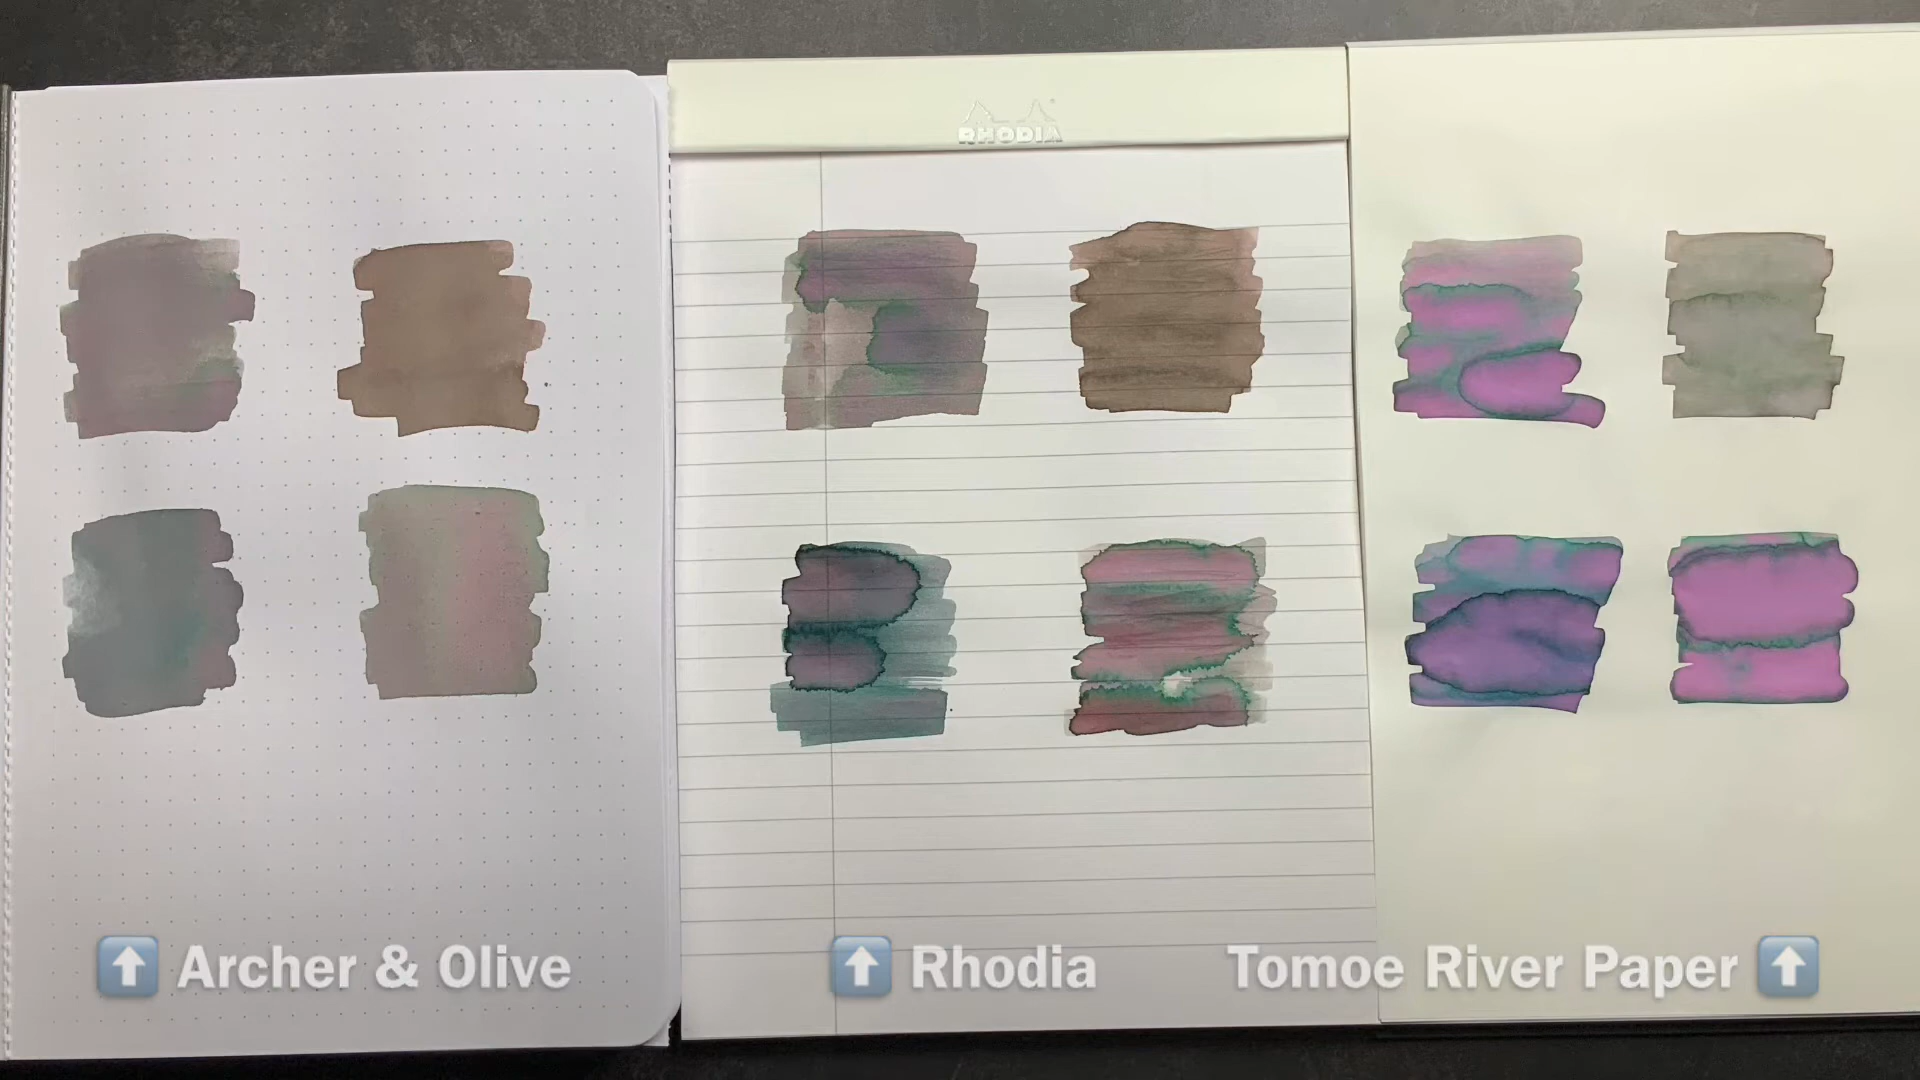 RHODIA
⬆️ Archer & Olive
⬆️ Rhodia
Tomoe River Paper ⬆️